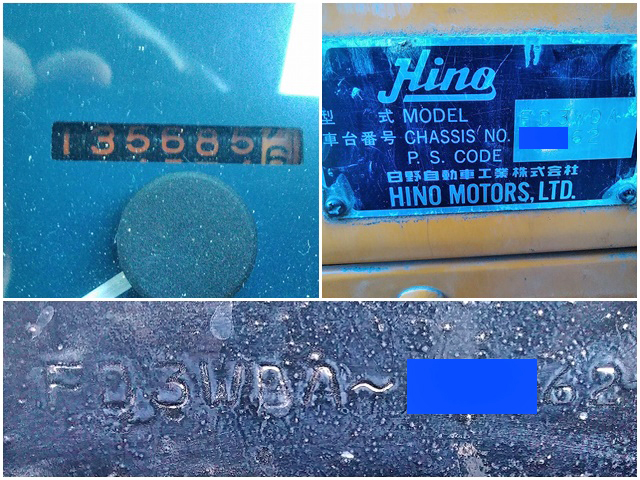 135685
Hino
型 式 MODEL
車台番号 CHASSIS NO.
P. S. CODE
日野自動車工業株式会社
HINO MOTORS, LTD.
FD3WBA~ 62